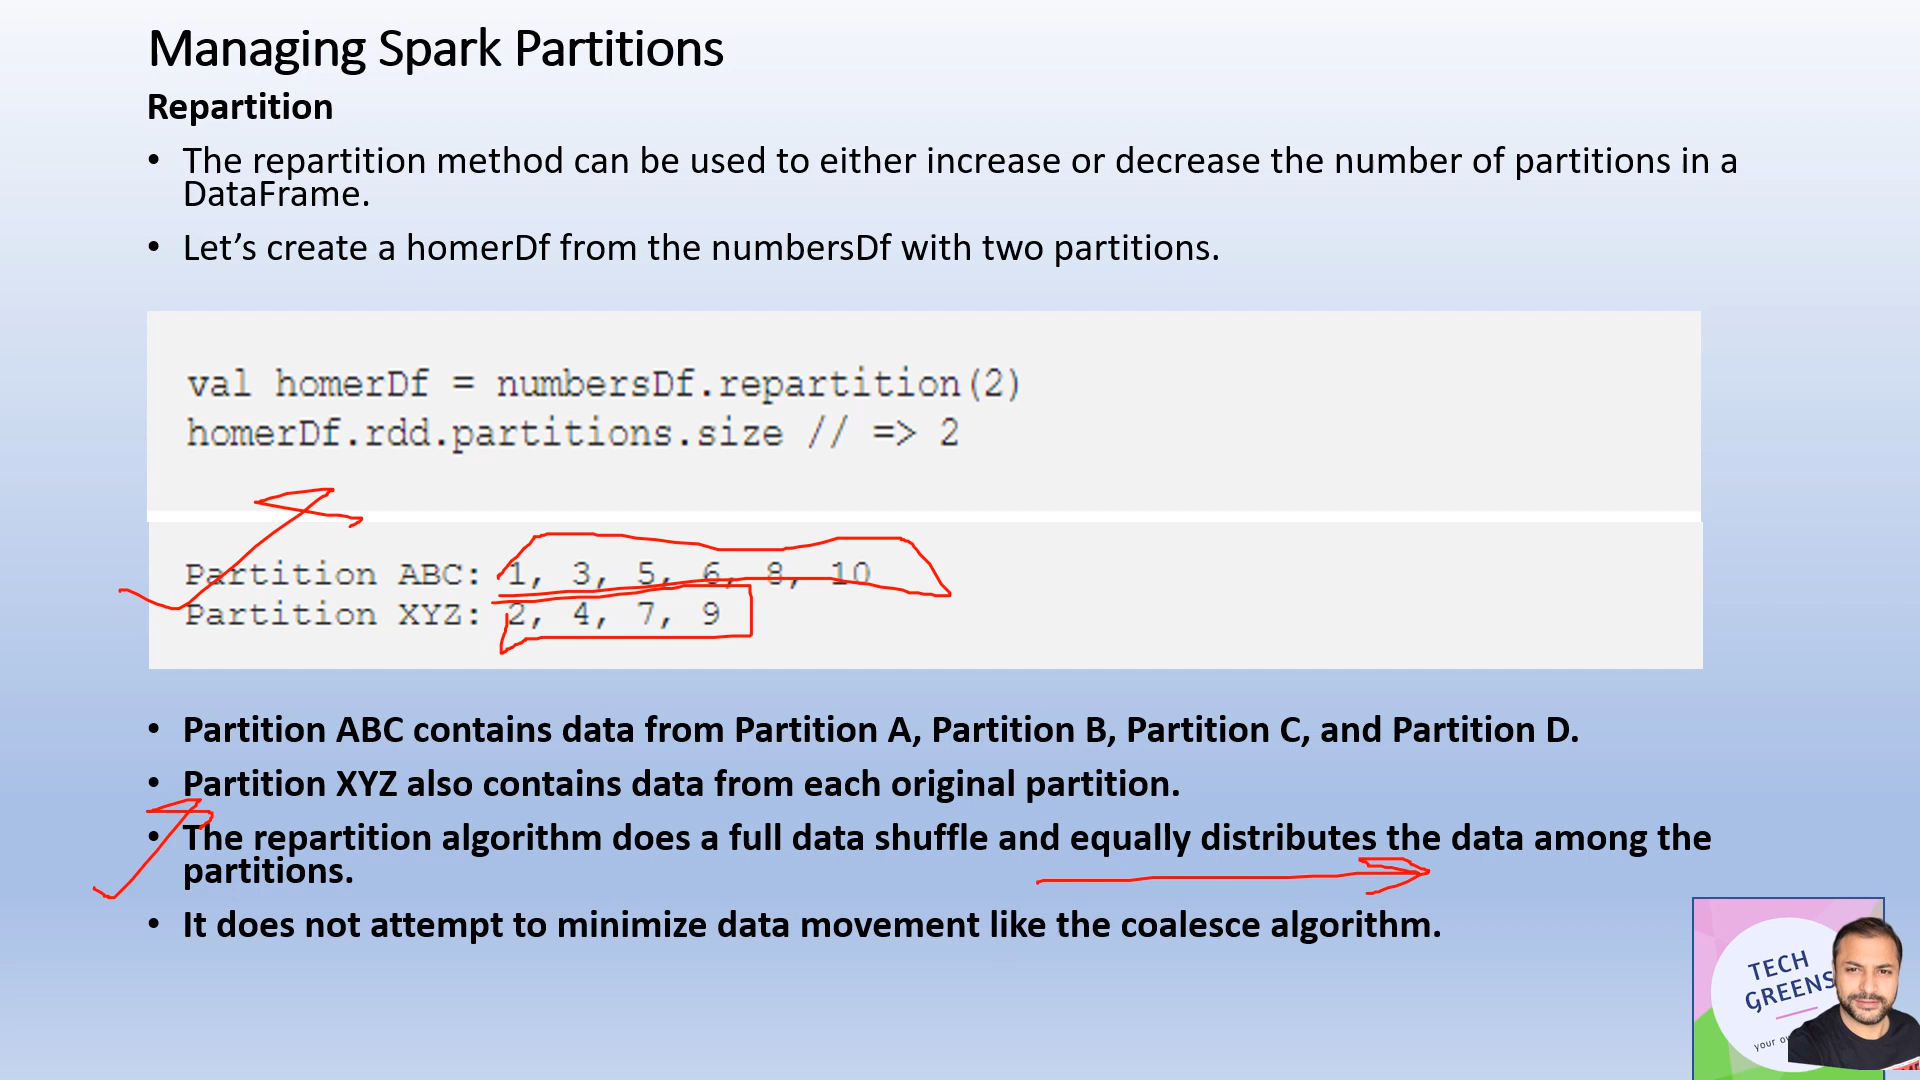 Managing Spark Partitions
Repartition
• The repartition method can be used to either increase or decrease the number of partitions in a
DataFrame.
• Let’s create a homerDf from the numbersDf with two partitions.
val homerDf = numbersDf.repartition(2)
homerDf.rdd.partitions.size // => 2
Partition ABC: 1, 3, 5, 6, 8, 10
Partition XYZ: 2, 4, 7, 9
• Partition ABC contains data from Partition A, Partition B, Partition C, and Partition D.
• Partition XYZ also contains data from each original partition.
• The repartition algorithm does a full data shuffle and equally distributes the data among the
partitions.
• It does not attempt to minimize data movement like the coalesce algorithm.
TECH
GREENS
your